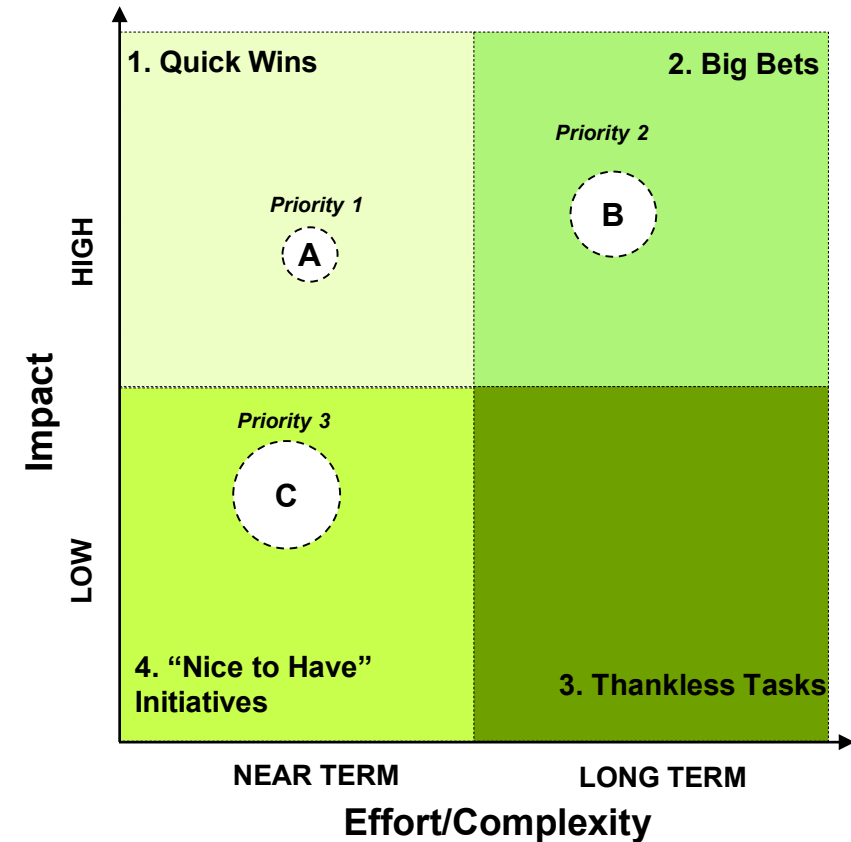 1. Quick Wins
2. Big Bets
Priority 2
Priority 1
B
A
HIGH
Impact
Priority 3
C
LOW
4. “Nice to Have”
Initiatives
3. Thankless Tasks
NEAR TERM
LONG TERM
Effort/Complexity